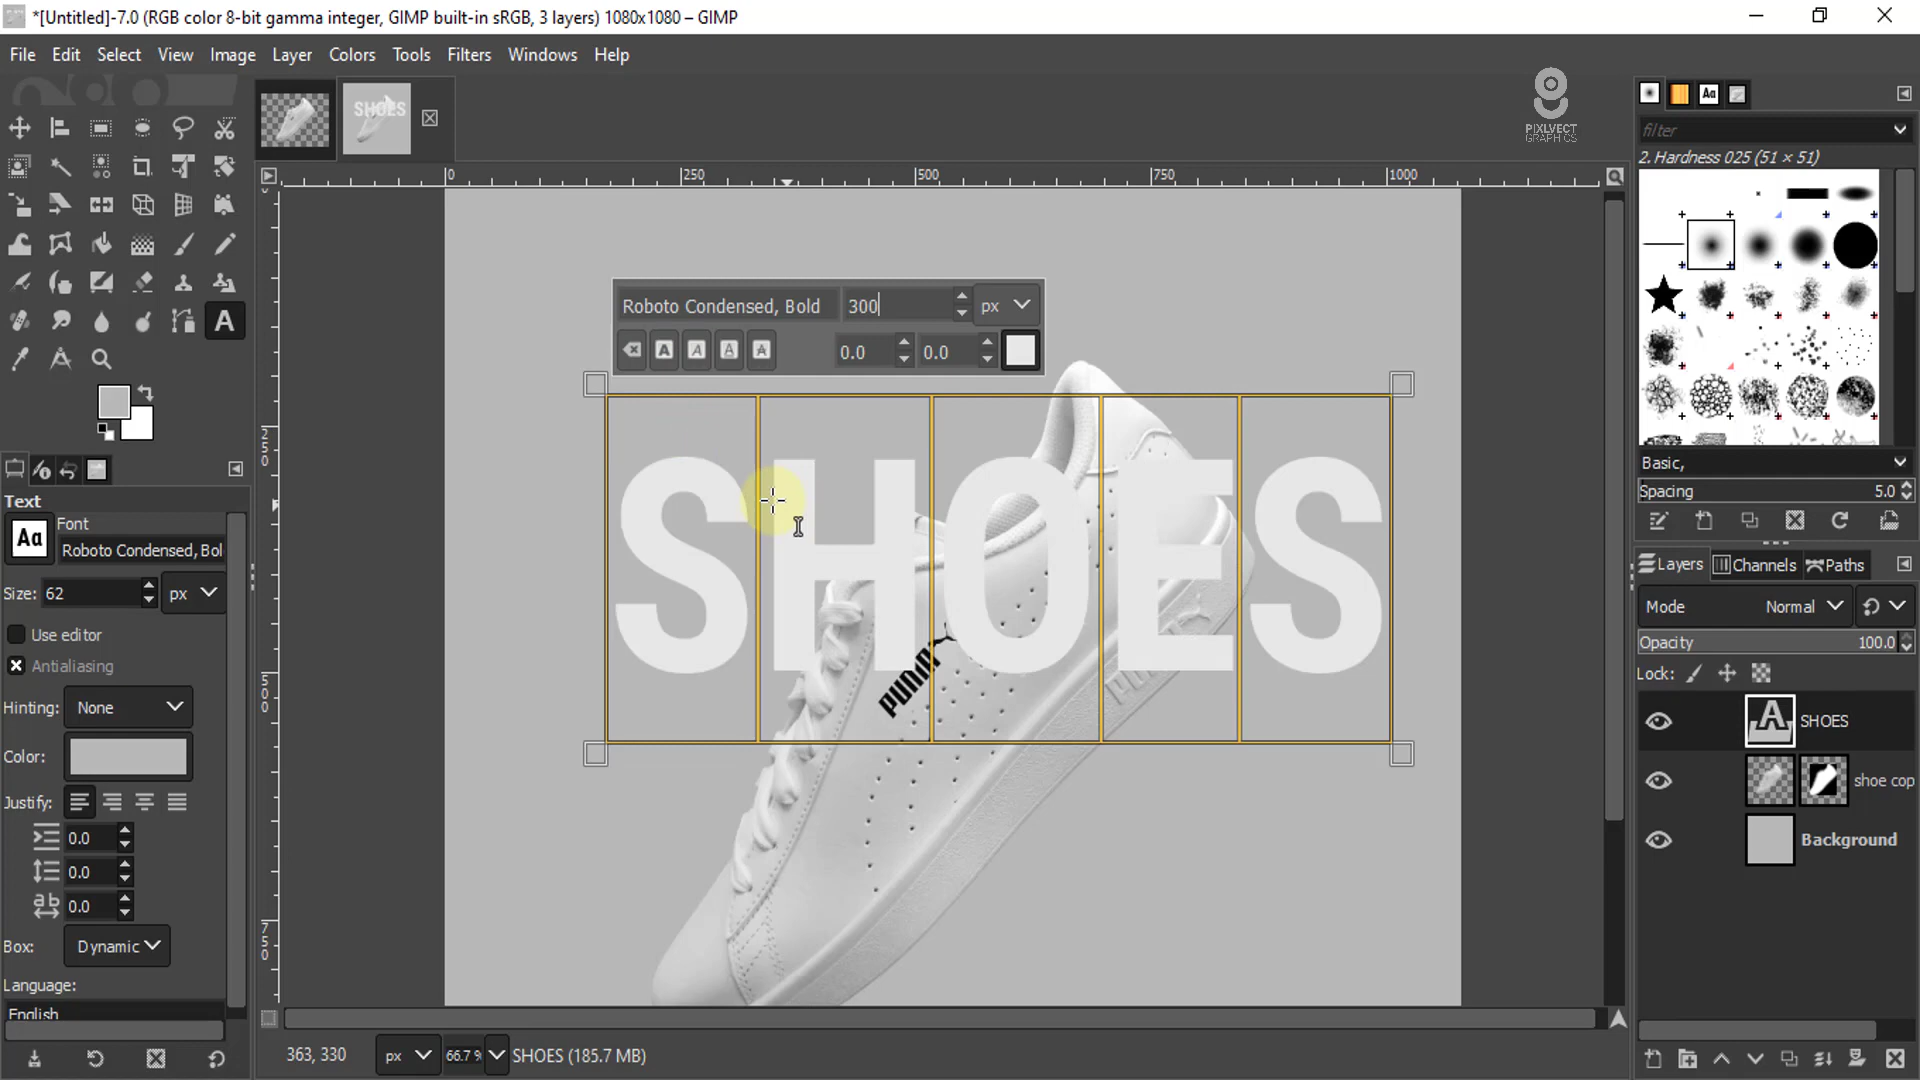 *[Untitled]-7.0 (RGB color 8-bit gamma integer, GIMP built-in sRGB, 3 layers) 1080x1080 – GIMP
File Edit Select View Image Layer Colors Tools Filters Windows Help
SHOES
PIXLVECT
GRAPHICS
filter
2. Hardness 025 (51 × 51)
0 250 500 750 1000
250
500
750
Roboto Condensed, Bold 300 px
0.0 0.0
SHOES
PUMA
Text
Font
Aa Roboto Condensed, Bol
Size: 62 px
Use editor
Antialiasing
Hinting: None
Color:
Justify:
0.0
0.0
0.0
Box: Dynamic
Language:
English
363, 330 px 66.7 % SHOES (185.7 MB)
Basic,
Spacing 5.0
Layers Channels Paths
Mode Normal
Opacity 100.0
Lock:
SHOES
shoe cop
Background